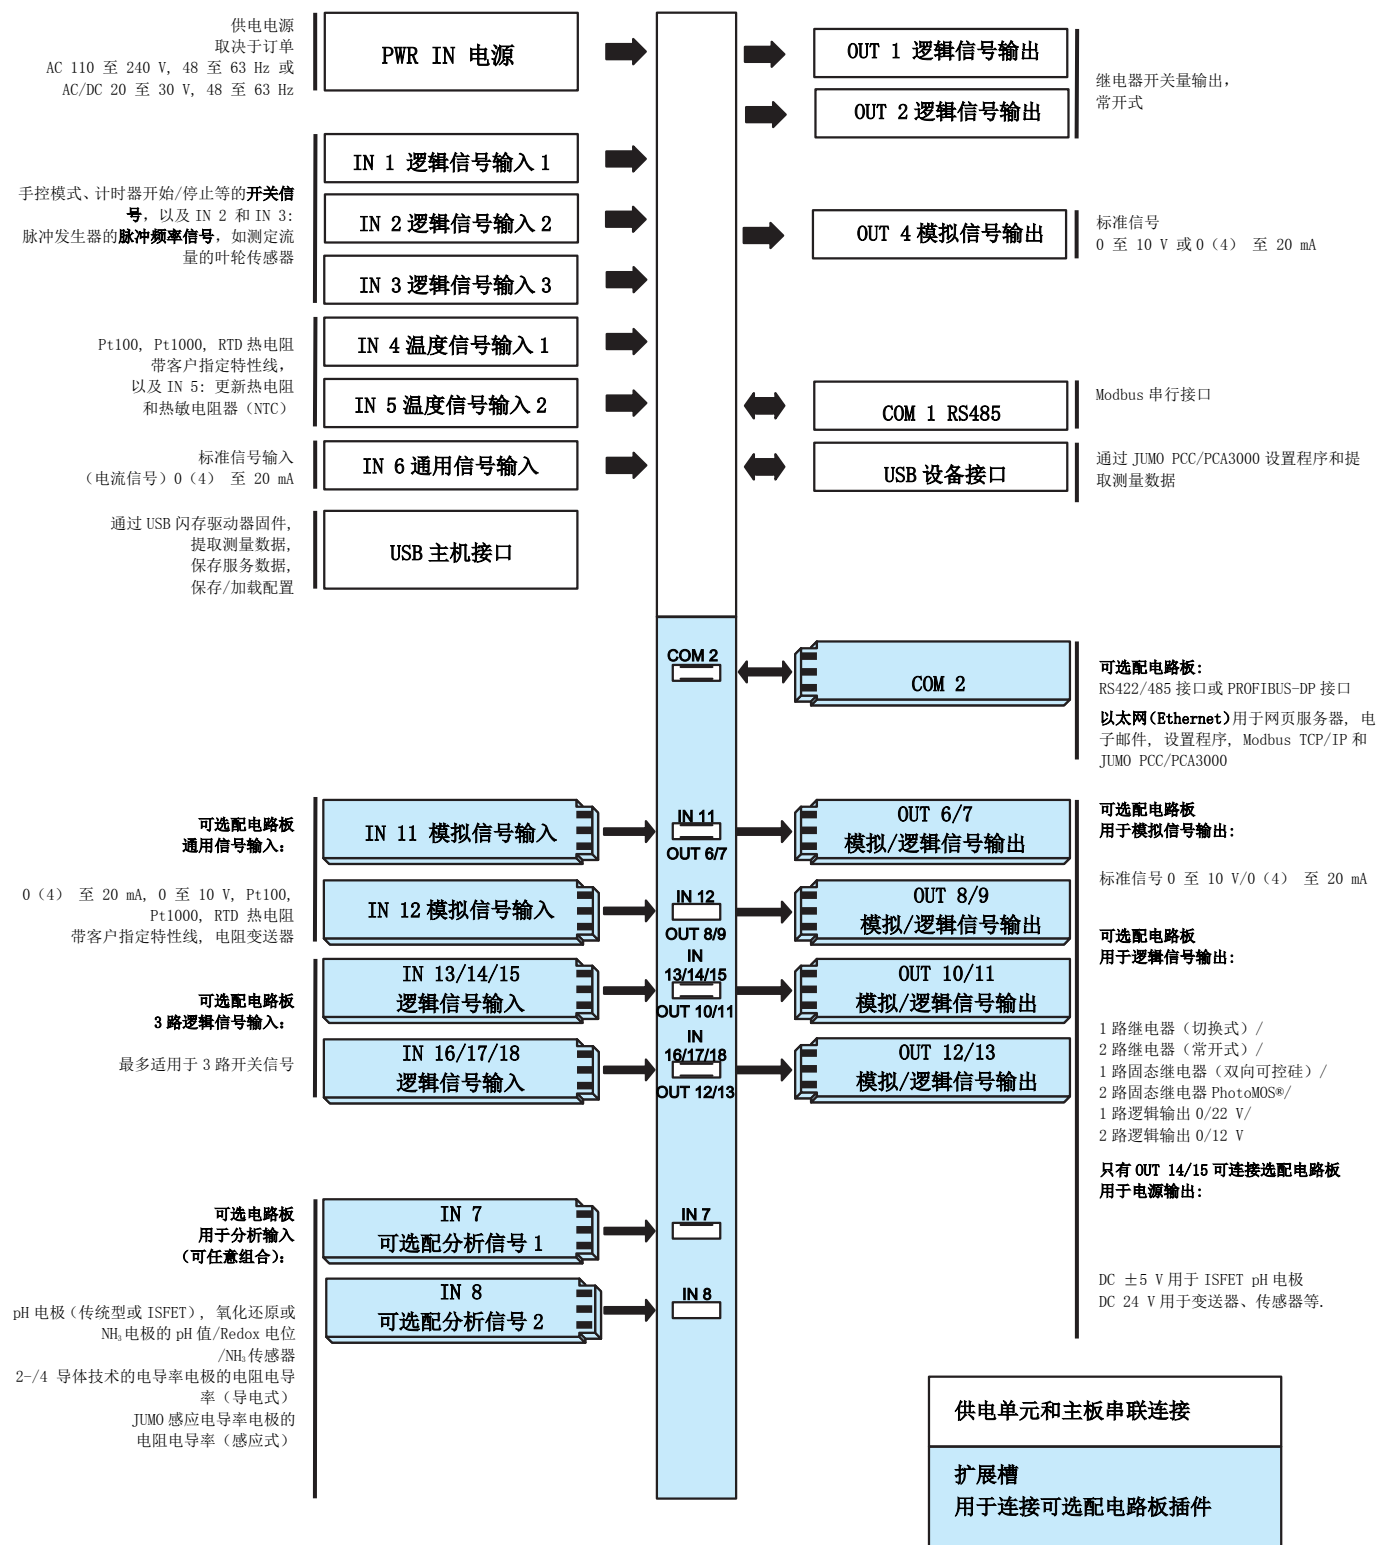 供电电源
取决于订单
AC 110 至 240 V, 48 至 63 Hz 或
AC/DC 20 至 30 V, 48 至 63 Hz
PWR IN 电源
OUT 1 逻辑信号输出
OUT 2 逻辑信号输出
继电器开关量输出，
常开式
手控模式、计时器开始/停止等的开关信
号，以及 IN 2 和 IN 3:
脉冲发生器的脉冲频率信号，如测定流
量的叶轮传感器
IN 1 逻辑信号输入 1
IN 2 逻辑信号输入 2
IN 3 逻辑信号输入 3
OUT 4 模拟信号输出
标准信号
0 至 10 V 或 0（4） 至 20 mA
Pt100, Pt1000, RTD 热电阻
带客户指定特性线，
以及 IN 5: 更新热电阻
和热敏电阻器（NTC）
IN 4 温度信号输入 1
IN 5 温度信号输入 2
COM 1 RS485
Modbus 串行接口
标准信号输入
（电流信号）0（4） 至 20 mA
IN 6 通用信号输入
USB 设备接口
通过 JUMO PCC/PCA3000 设置程序和提
取测量数据
通过 USB 闪存驱动器固件,
提取测量数据,
保存服务数据,
保存/加载配置
USB 主机接口
COM 2
COM 2
可选配电路板:
RS422/485 接口或 PROFIBUS-DP 接口
以太网(Ethernet)用于网页服务器, 电
子邮件, 设置程序, Modbus TCP/IP 和
JUMO PCC/PCA3000
可选配电路板
通用信号输入:
0（4） 至 20 mA, 0 至 10 V, Pt100,
Pt1000, RTD 热电阻
带客户指定特性线, 电阻变送器
IN 11 模拟信号输入
IN 11
OUT 6/7
OUT 6/7
模拟/逻辑信号输出
IN 12 模拟信号输入
IN 12
OUT 8/9
OUT 8/9
模拟/逻辑信号输出
可选配电路板
3 路逻辑信号输入:
最多适用于 3 路开关信号
IN 13/14/15
逻辑信号输入
IN
13/14/15
OUT 10/11
OUT 10/11
模拟/逻辑信号输出
IN 16/17/18
逻辑信号输入
IN
16/17/18
OUT 12/13
OUT 12/13
模拟/逻辑信号输出
可选配电路板
用于模拟信号输出:
标准信号 0 至 10 V/0（4） 至 20 mA
可选配电路板
用于逻辑信号输出:
1 路继电器（切换式）/
2 路继电器（常开式）/
1 路固态继电器（双向可控硅）/
2 路固态继电器 PhotoMOS®/
1 路逻辑输出 0/22 V/
2 路逻辑输出 0/12 V
只有 OUT 14/15 可连接选配电路板
用于电源输出:
DC ±5 V 用于 ISFET pH 电极
DC 24 V 用于变送器、传感器等.
可选电路板
用于分析输入
(可任意组合):
pH 电极（传统型或 ISFET）, 氧化还原或
NH₃ 电极的 pH 值/Redox 电位
/NH₃ 传感器
2-/4 导体技术的电导率电极的电阻电导
率（导电式）
JUMO 感应电导率电极的
电阻电导率（感应式）
IN 7
可选配分析信号 1
IN 7
IN 8
可选配分析信号 2
IN 8
供电单元和主板串联连接
扩展槽
用于连接可选配电路板插件